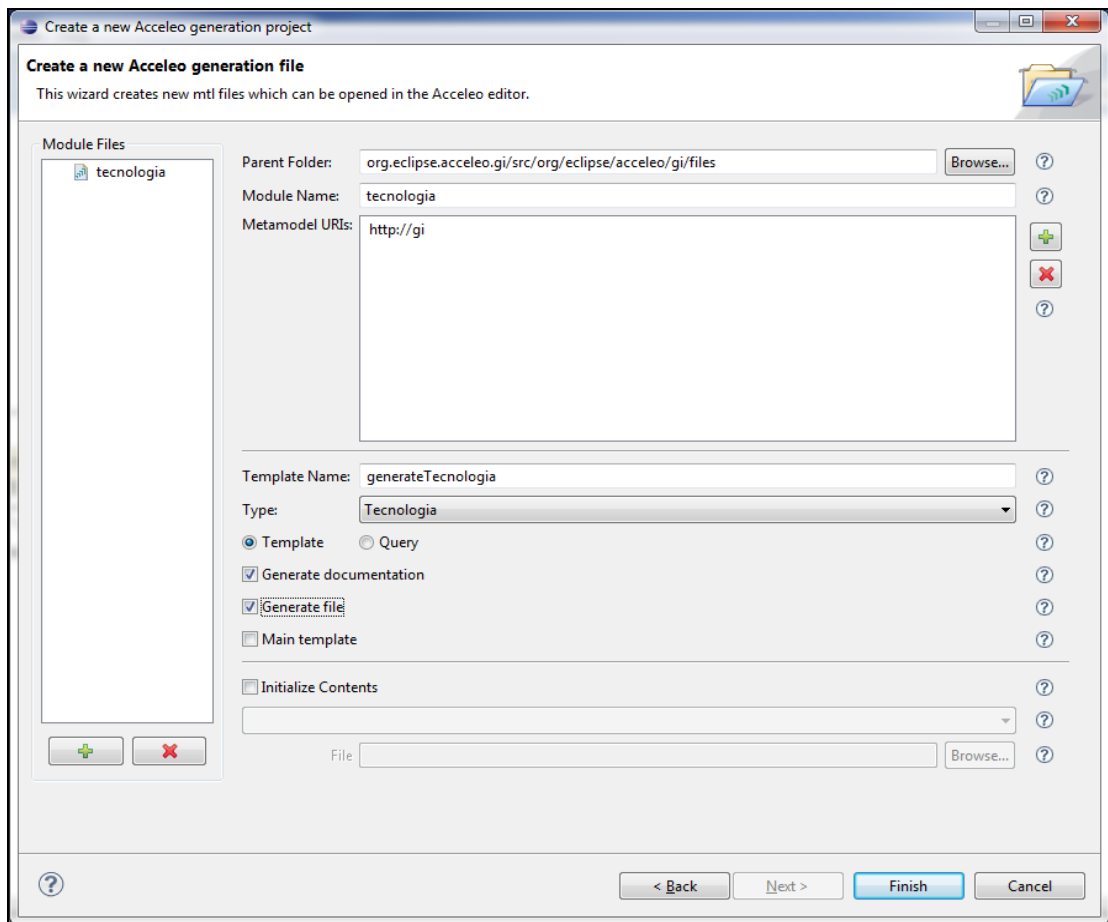 Create a new Acceleo generation project
Create a new Acceleo generation file
This wizard creates new mtl files which can be opened in the Acceleo editor.
Module Files
tecnologia
Parent Folder: org.eclipse.acceleo.gi/src/org/eclipse/acceleo/gi/files Browse...
Module Name: tecnologia
Metamodel URIs: http://gi
Template Name: generateTecnologia
Type: Tecnologia
Template Query
Generate documentation
Generate file
Main template
Initialize Contents
File Browse...
< Back Next > Finish Cancel